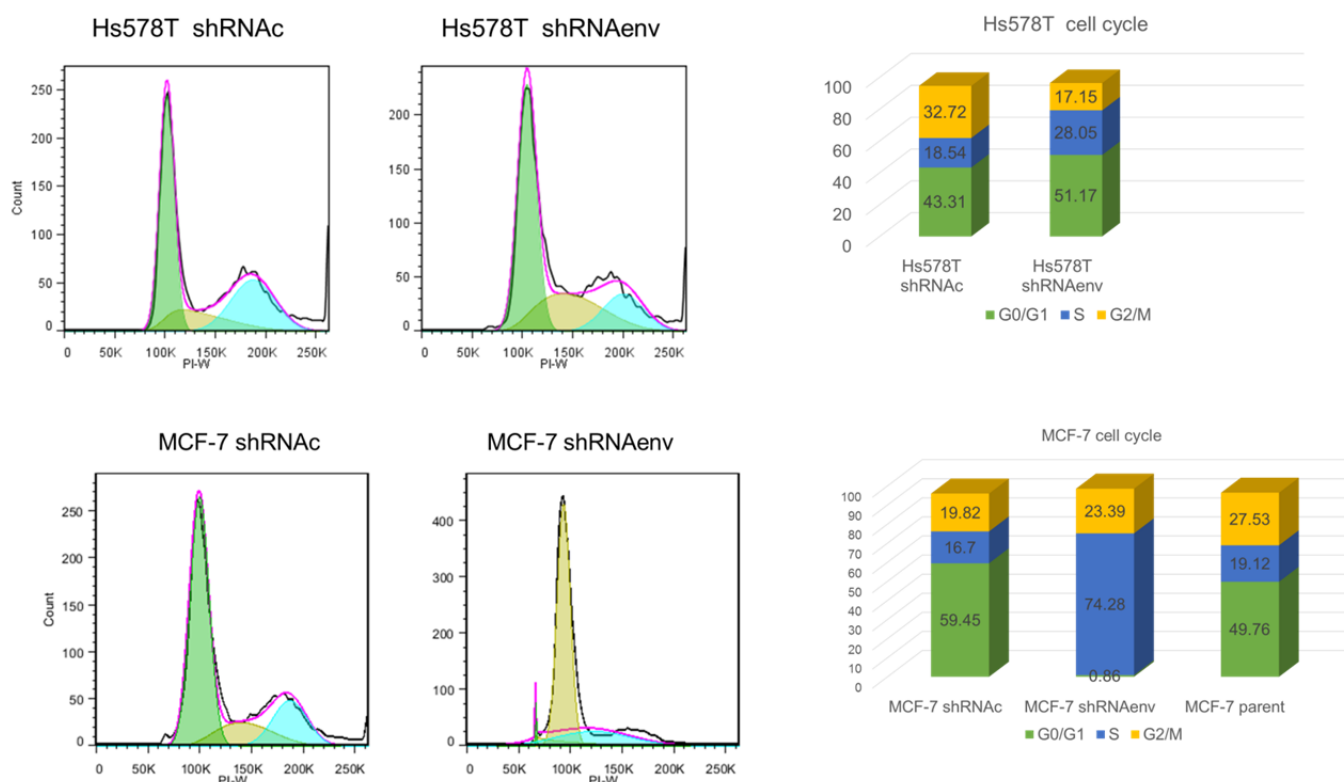 Hs578T shRNAc
Hs578T shRNAenv
Hs578T cell cycle
250
200
150
100
50
0
Count
0 50K 100K 150K 200K 250K
PI-W
200
150
100
50
0
0 50K 100K 150K 200K 250K
PI-W
100
80
60
40
20
0
32.72
18.54
43.31
17.15
28.05
51.17
Hs578T
shRNAc
Hs578T
shRNAenv
G0/G1 S G2/M
MCF-7 shRNAc
MCF-7 shRNAenv
MCF-7 cell cycle
250
200
150
100
50
0
Count
0 50K 100K 150K 200K 250K
PI-W
400
300
200
100
0
0 50K 100K 150K 200K 250K
PI-W
100
90
80
70
60
50
40
30
20
10
0
19.82
16.7
59.45
23.39
74.28
0.86
27.53
19.12
49.76
MCF-7 shRNAc MCF-7 shRNAenv MCF-7 parent
G0/G1 S G2/M